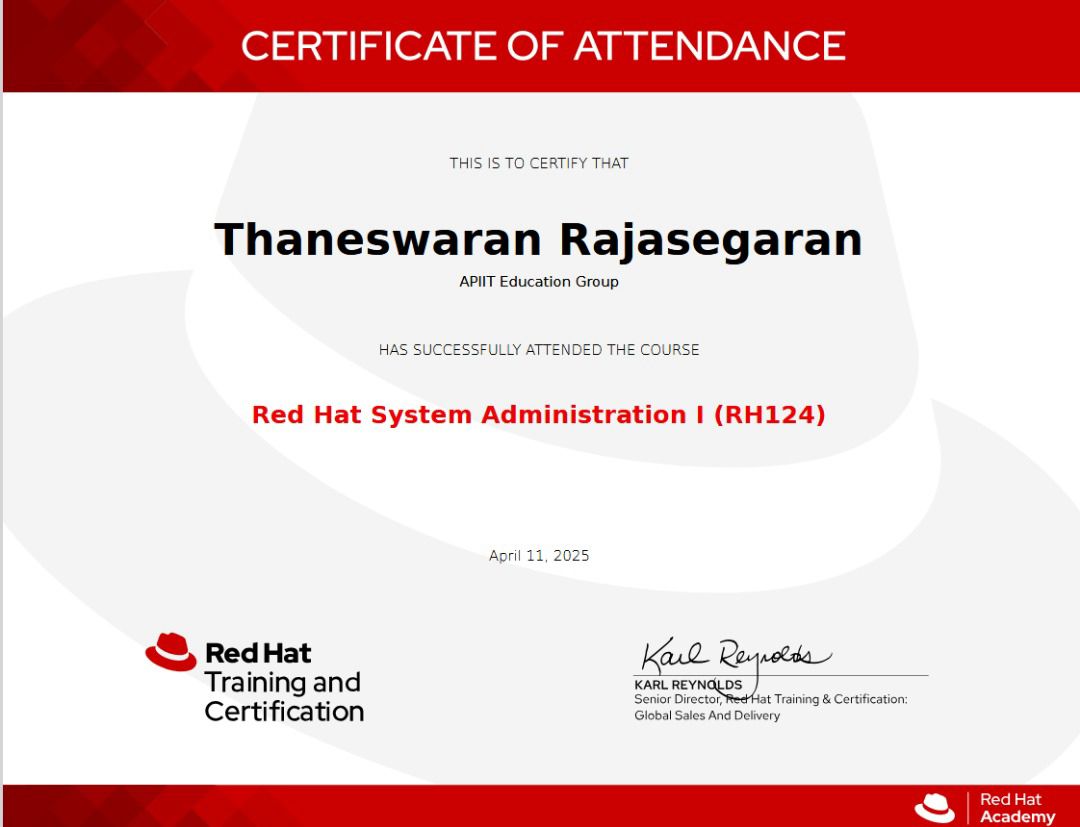 CERTIFICATE OF ATTENDANCE
THIS IS TO CERTIFY THAT
Thaneswaran Rajasegaran
APIIT Education Group
HAS SUCCESSFULLY ATTENDED THE COURSE
Red Hat System Administration I (RH124)
April 11, 2025
Red Hat
Training and
Certification
Karl Reynolds
KARL REYNOLDS
Senior Director, Red Hat Training & Certification:
Global Sales And Delivery
Red Hat
Academy